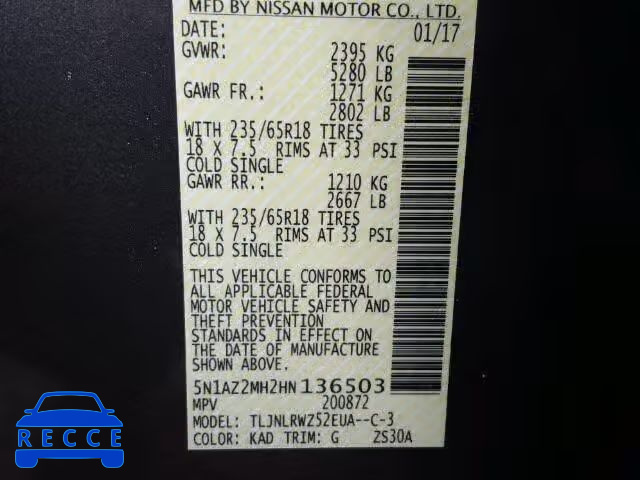 MFD BY NISSAN MOTOR CO., LTD.
DATE: 01/17
GVWR: 2395 KG
5280 LB
GAWR FR.: 1271 KG
2802 LB
WITH 235/65R18 TIRES
18 X 7.5 RIMS AT 33 PSI
COLD SINGLE
GAWR RR.: 1210 KG
2667 LB
WITH 235/65R18 TIRES
18 X 7.5 RIMS AT 33 PSI
COLD SINGLE
THIS VEHICLE CONFORMS TO
ALL APPLICABLE FEDERAL
MOTOR VEHICLE SAFETY AND
THEFT PREVENTION
STANDARDS IN EFFECT ON
THE DATE OF MANUFACTURE
SHOWN ABOVE.
5N1AZ2MH2HN136503
MPV 200872
MODEL: TLJNLRWZ52EUA--C-3
COLOR: KAD TRIM: G ZS30A
RECCE